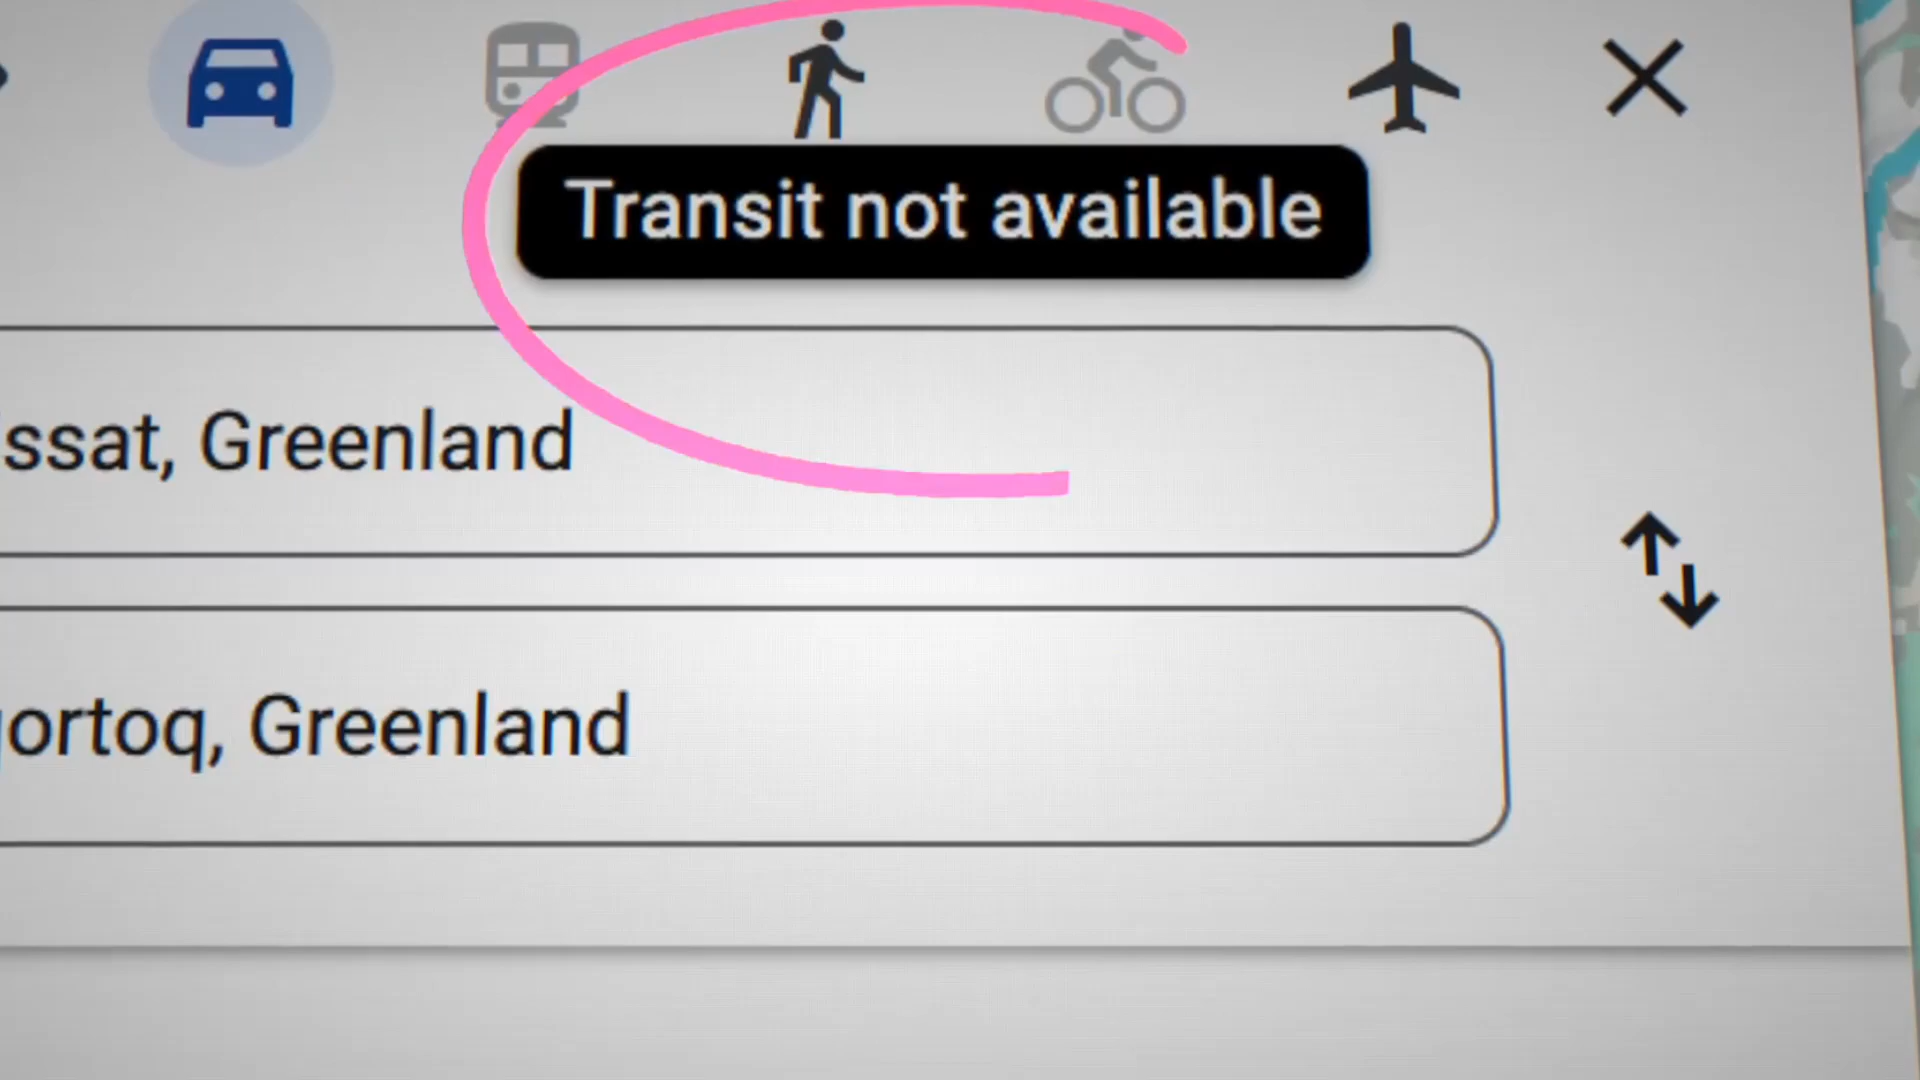 Transit not available
ssat, Greenland
ortoq, Greenland